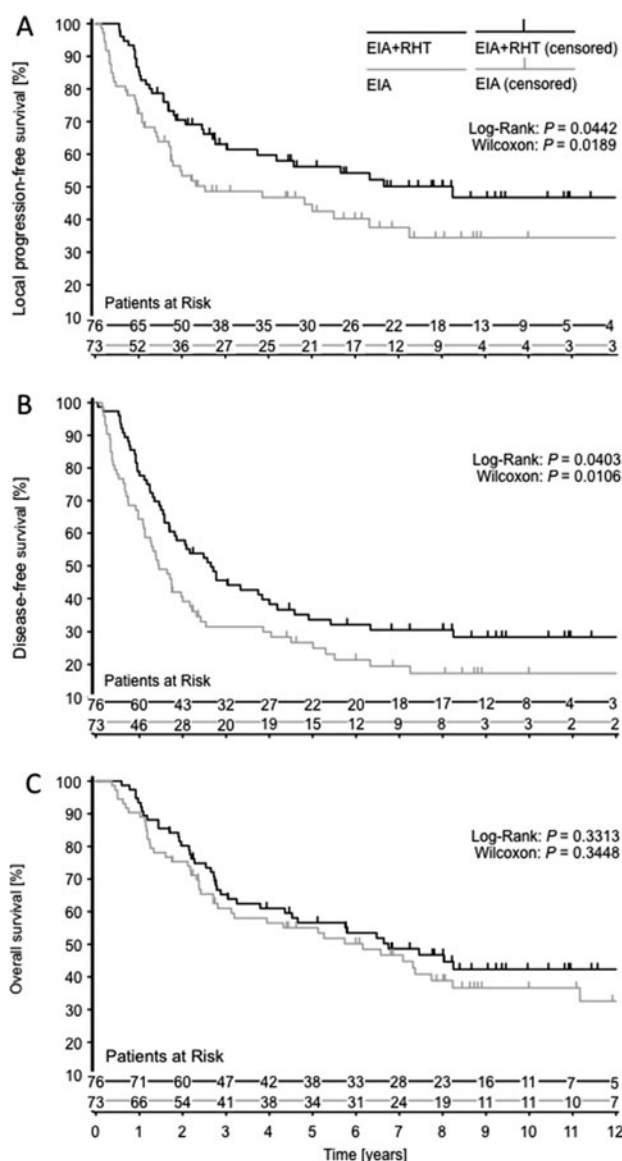 A
EIA+RHT EIA+RHT (censored)
EIA EIA (censored)
Log-Rank: P = 0.0442
Wilcoxon: P = 0.0189
Local progression-free survival [%]
100
90
80
70
60
50
40
30
20
10
Patients at Risk
76 65 50 38 35 30 26 22 18 13 9 5 4
73 52 36 27 25 21 17 12 9 4 4 3 3
B
Log-Rank: P = 0.0403
Wilcoxon: P = 0.0106
Disease-free survival [%]
100
90
80
70
60
50
40
30
20
10
Patients at Risk
76 60 43 32 27 22 20 18 17 12 8 4 3
73 46 28 20 19 15 12 9 8 3 3 2 2
C
Log-Rank: P = 0.3313
Wilcoxon: P = 0.3448
Overall survival [%]
100
90
80
70
60
50
40
30
20
10
Patients at Risk
76 71 60 47 42 38 33 28 23 16 11 7 5
73 66 54 41 38 34 31 24 19 11 11 10 7
0 1 2 3 4 5 6 7 8 9 10 11 12
Time [years]